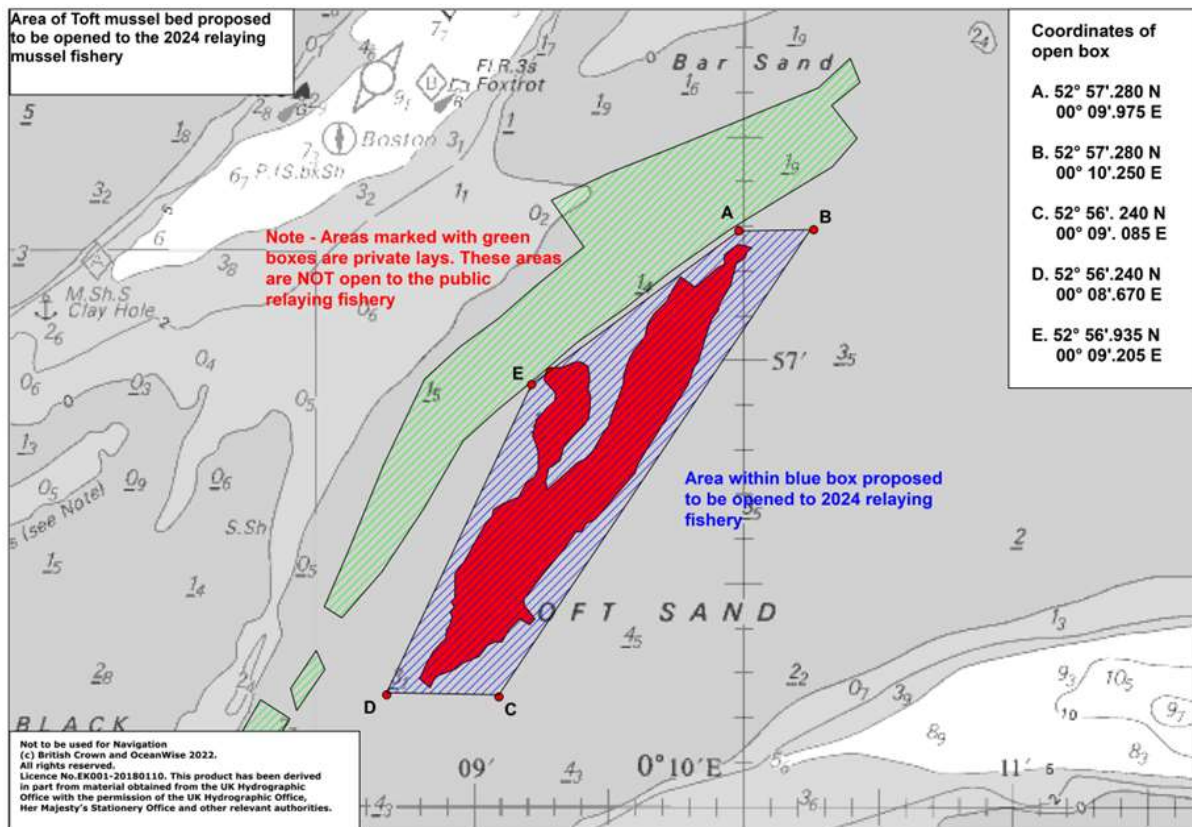 Area of Toft mussel bed proposed
to be opened to the 2024 relaying
mussel fishery
Coordinates of
open box
A. 52° 57'.280 N
00° 09'.975 E
B. 52° 57'.280 N
00° 10'.250 E
C. 52° 56'. 240 N
00° 09'. 085 E
D. 52° 56'.240 N
00° 08'.670 E
E. 52° 56'.935 N
00° 09'.205 E
Bar Sand
Fl.R.3s
Foxtrot
Boston
A
B
Note - Areas marked with green
boxes are private lays. These areas
are NOT open to the public
relaying fishery
M.Sh.S
Clay Hole
57'
E
Area within blue box proposed
to be opened to 2024 relaying
fishery
(see Note)
S.Sh
OFT SAND
D
C
BLACK
09'
0° 10'E
11'
Not to be used for Navigation
(c) British Crown and OceanWise 2022.
All rights reserved.
Licence No.EK001-20180110. This product has been derived
in part from material obtained from the UK Hydrographic
Office with the permission of the UK Hydrographic Office,
Her Majesty's Stationery Office and other relevant authorities.